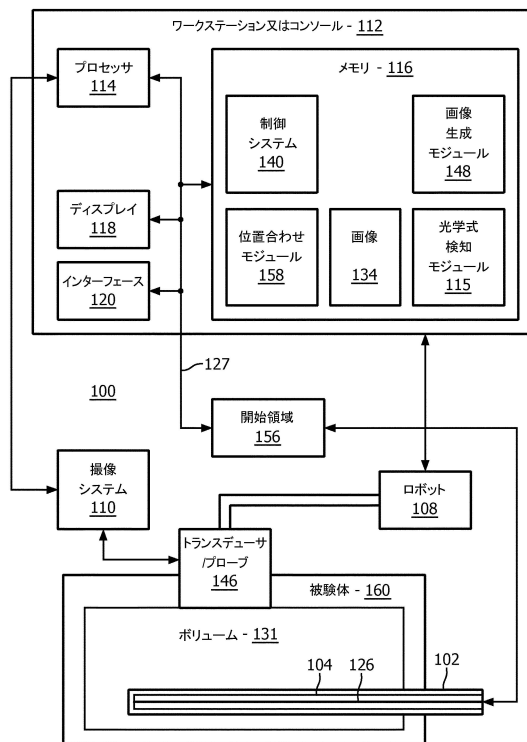 ワークステーション又はコンソール - 112
プロセッサ
114
メモリ - 116
制御
システム
140
画像
生成
モジュール
148
ディスプレイ
118
位置合わせ
モジュール
158
画像
134
光学式
検知
モジュール
115
インターフェース
120
127
100
開始領域
156
撮像
システム
110
ロボット
108
トランスデューサ
/プローブ
146
被験体 - 160
ボリューム - 131
104
126
102